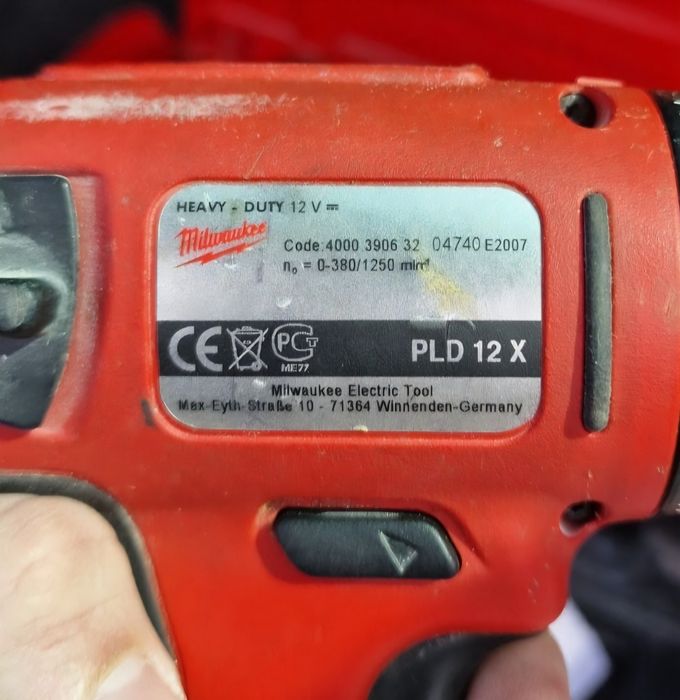 HEAVY - DUTY 12 V ⎓
Milwaukee
Code:4000 3906 32 04740 E2007
n₀ = 0-380/1250 min⁻¹
CE PCT
ME77
PLD 12 X
Milwaukee Electric Tool
Max-Eyth-Straße 10 - 71364 Winnenden-Germany